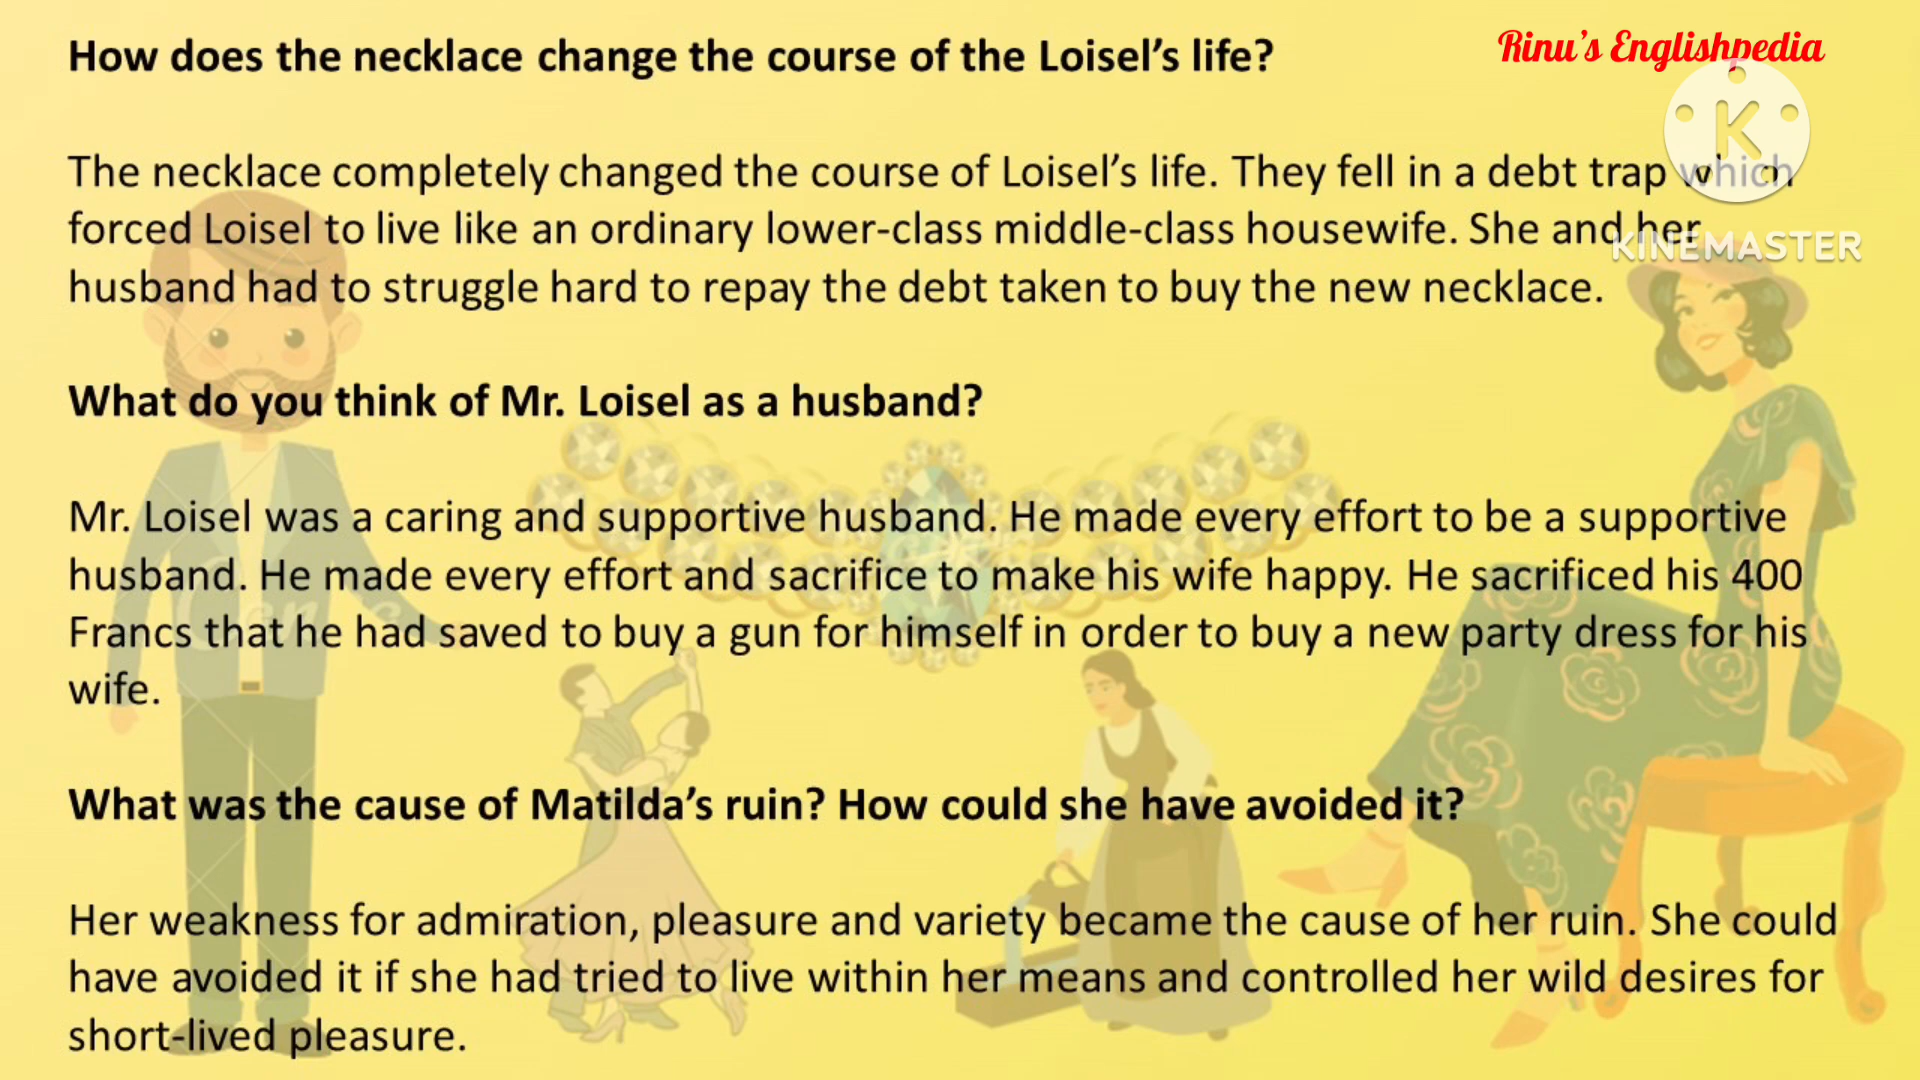 How does the necklace change the course of the Loisel’s life?
Rinu's Englishpedia
K
KINEMASTER
The necklace completely changed the course of Loisel’s life. They fell in a debt trap which
forced Loisel to live like an ordinary lower-class middle-class housewife. She and her
husband had to struggle hard to repay the debt taken to buy the new necklace.
What do you think of Mr. Loisel as a husband?
Mr. Loisel was a caring and supportive husband. He made every effort to be a supportive
husband. He made every effort and sacrifice to make his wife happy. He sacrificed his 400
Francs that he had saved to buy a gun for himself in order to buy a new party dress for his
wife.
What was the cause of Matilda’s ruin? How could she have avoided it?
Her weakness for admiration, pleasure and variety became the cause of her ruin. She could
have avoided it if she had tried to live within her means and controlled her wild desires for
short-lived pleasure.